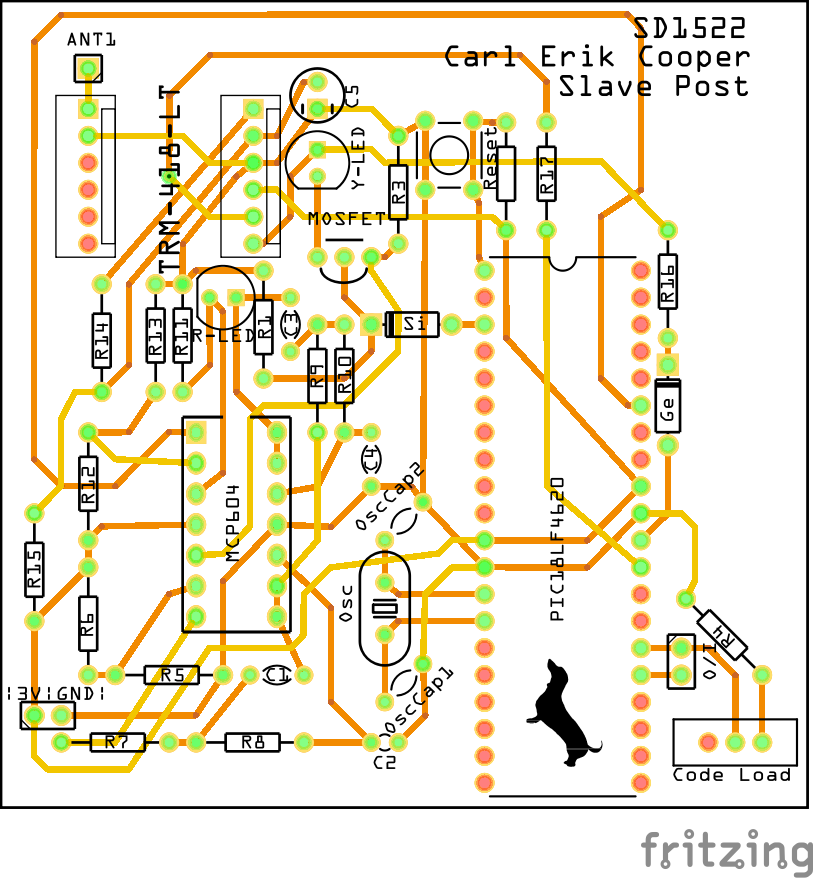 SD1522
Carl Erik Cooper
Slave Post
ANT1
TRM-418-LT
C5
Y-LED
R3
Reset
R17
MOSFET
R16
R14
R13
R11
R-LED
R1
C3
Si
R9
R10
Ge
R12
MCP604
C4
OscCap2
PIC18LF4620
R15
R6
Osc
R4
O/I
R5
C1
OscCap1
|3V|GND|
R7
R8
C2
Code Load
fritzing